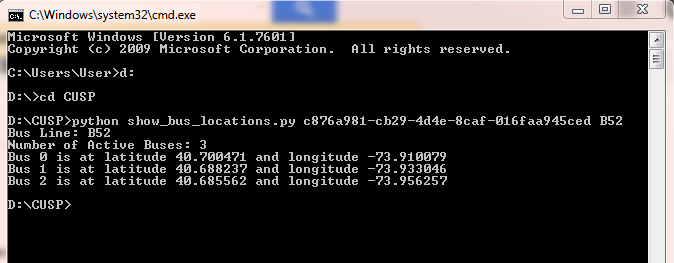 C:\Windows\system32\cmd.exe
Microsoft Windows [Version 6.1.7601]
Copyright (c) 2009 Microsoft Corporation.  All rights reserved.
C:\Users\User>d:
D:\>cd CUSP
D:\CUSP>python show_bus_locations.py c876a981-cb29-4d4e-8caf-016faa945ced B52
Bus Line: B52
Number of Active Buses: 3
Bus 0 is at latitude 40.700471 and longitude -73.910079
Bus 1 is at latitude 40.688237 and longitude -73.933046
Bus 2 is at latitude 40.685562 and longitude -73.956257
D:\CUSP>